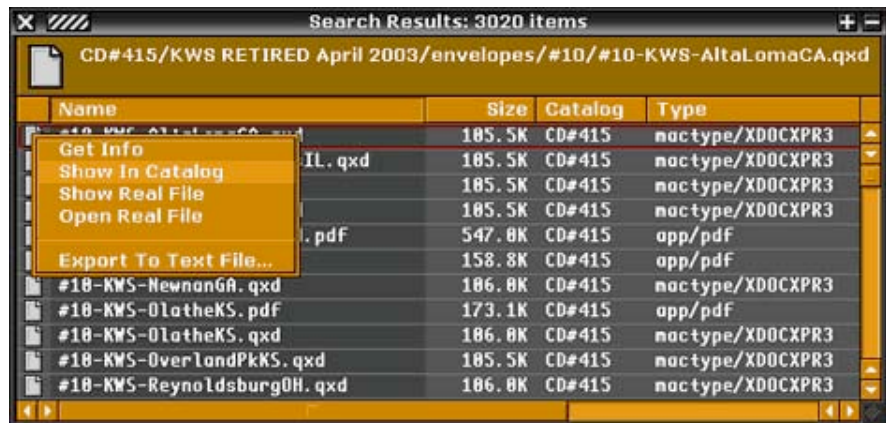 Search Results: 3020 items
CD#415/KWS RETIRED April 2003/envelopes/#10/#10-KWS-AltaLomaCA.qxd
Name Size Catalog Type
#10-KWS-AltaLomaCA.qxd 105.5K CD#415 mactype/XDOCXPR3
Get Info
IL.qxd 105.5K CD#415 mactype/XDOCXPR3
Show In Catalog
105.5K CD#415 mactype/XDOCXPR3
Show Real File
105.5K CD#415 mactype/XDOCXPR3
Open Real File
.pdf 547.0K CD#415 app/pdf
Export To Text File...
158.8K CD#415 app/pdf
#10-KWS-NewnanGA.qxd 106.0K CD#415 mactype/XDOCXPR3
#10-KWS-OlatheKS.pdf 173.1K CD#415 app/pdf
#10-KWS-OlatheKS.qxd 106.0K CD#415 mactype/XDOCXPR3
#10-KWS-OverlandPkKS.qxd 105.5K CD#415 mactype/XDOCXPR3
#10-KWS-ReynoldsburgOH.qxd 106.0K CD#415 mactype/XDOCXPR3